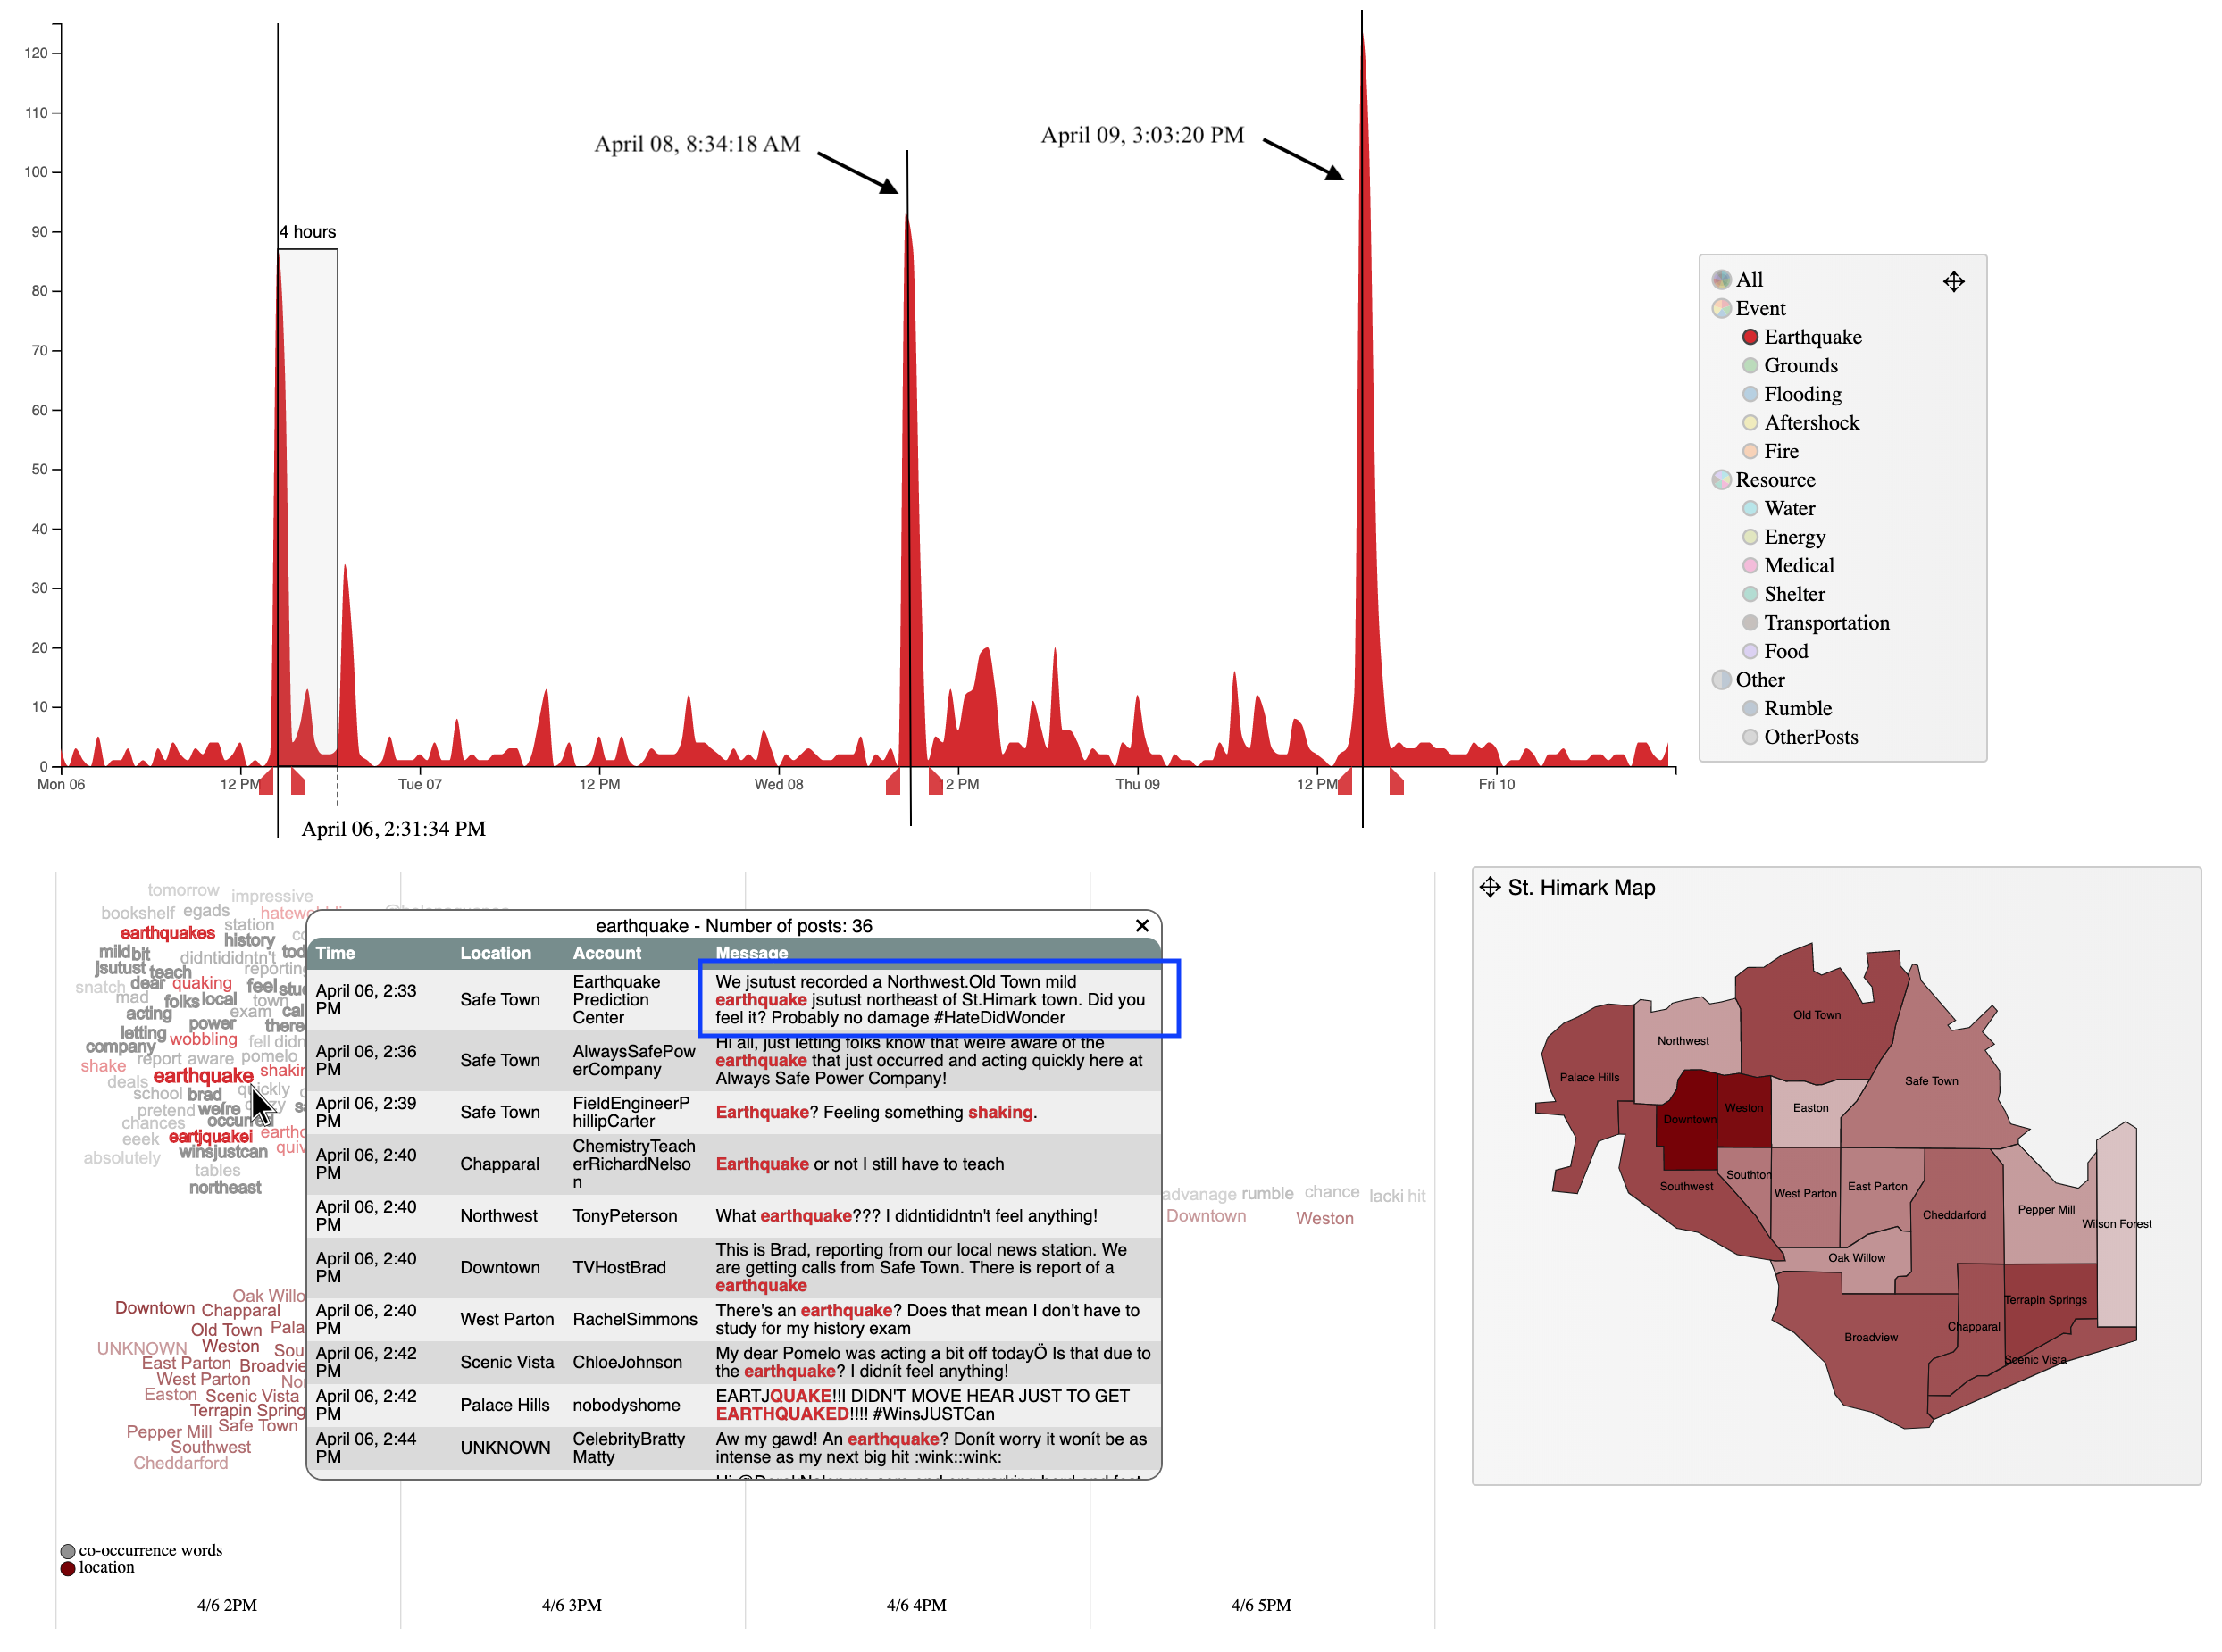 120
110
100
90
80
70
60
50
40
30
20
10
0
Mon 06
12 PM
Tue 07
12 PM
Wed 08
2 PM
Thu 09
12 PM
Fri 10
4 hours
April 08, 8:34:18 AM
April 09, 3:03:20 PM
April 06, 2:31:34 PM
All
Event
Earthquake
Grounds
Flooding
Aftershock
Fire
Resource
Water
Energy
Medical
Shelter
Transportation
Food
Other
Rumble
OtherPosts
tomorrow
impressive
bookshelf egads
earthquakes station
history
mild bit
didntididntn't
jsutust teach reporting
snatch dear quaking feel
mad folks local town
acting exam
letting power there
company wobbling fell
report aware pomelo
shake
earthquake
deals quickly
school brad
pretend weíre
chances
eeek eartjquakel
absolutely winsjustcan
tables
northeast
Downtown Chapparal
Old Town
UNKNOWN Weston
East Parton
West Parton
Easton Scenic Vista
Pepper Mill Safe Town
Southwest
Cheddarford
earthquake - Number of posts: 36
Time Location Account Message
April 06, 2:33 PM Safe Town Earthquake Prediction Center We jsutust recorded a Northwest.Old Town mild
earthquake jsutust northeast of St.Himark town. Did you
feel it? Probably no damage #HateDidWonder
April 06, 2:36 PM Safe Town AlwaysSafePowerCompany Hi all, just letting folks know that weíre aware of the
earthquake that just occurred and acting quickly here at
Always Safe Power Company!
April 06, 2:39 PM Safe Town FieldEngineerPhillipCarter Earthquake? Feeling something shaking.
April 06, 2:40 PM Chapparal ChemistryTeacherRichardNelson Earthquake or not I still have to teach
April 06, 2:40 PM Northwest TonyPeterson What earthquake??? I didntididntn't feel anything!
April 06, 2:40 PM Downtown TVHostBrad This is Brad, reporting from our local news station. We
are getting calls from Safe Town. There is report of a
earthquake
April 06, 2:40 PM West Parton RachelSimmons There's an earthquake? Does that mean I don't have to
study for my history exam
April 06, 2:42 PM Scenic Vista ChloeJohnson My dear Pomelo was acting a bit off todayÖ Is that due to
the earthquake? I didnít feel anything!
April 06, 2:42 PM Palace Hills nobodyshome EARTJQUAKE!!I DIDN'T MOVE HEAR JUST TO GET
EARTHQUAKED!!!! #WinsJUSTCan
April 06, 2:44 PM UNKNOWN CelebrityBrattyMatty Aw my gawd! An earthquake? Donít worry it wonít be as
intense as my next big hit :wink::wink:
advanage rumble chance lacki hit
Downtown Weston
co-occurrence words
location
4/6 2PM
4/6 3PM
4/6 4PM
4/6 5PM
St. Himark Map
Old Town
Northwest
Palace Hills
Safe Town
Downtown
Weston
Easton
Southton
Southwest
West Parton
East Parton
Cheddarford
Pepper Mill
Wilson Forest
Oak Willow
Terrapin Springs
Chapparal
Broadview
Scenic Vista